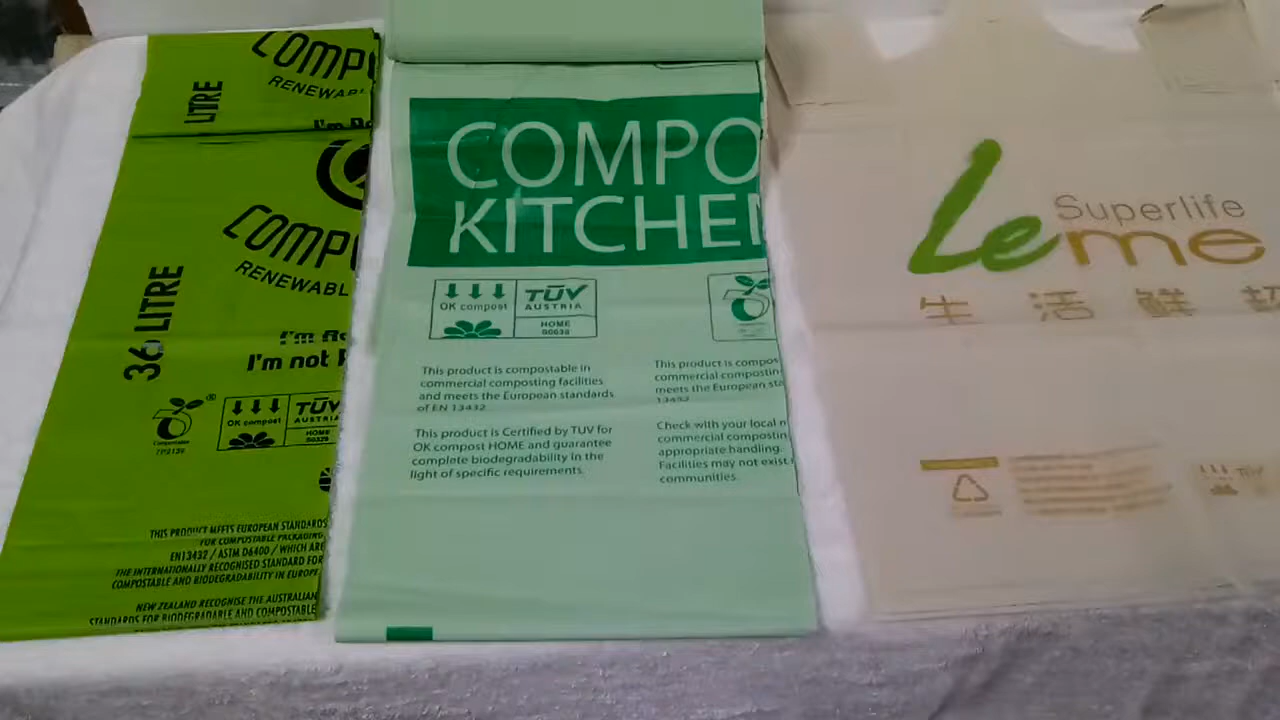 COMP
RENEWABL
LITRE
I'm
COMP
RENEWABL
36 LITRE
I'm
I'm not
®
OK compost
TÜV
AUSTRIA
HOME
THIS PRODUCT MEETS EUROPEAN STANDARDS
FOR COMPOSTABLE PACKAGING
EN13432 / ASTM D6400 / WHICH ARE
THE INTERNATIONALLY RECOGNISED STANDARD FOR
COMPOSTABLE AND BIODEGRADABILITY IN EUROPE
NEW ZEALAND RECOGNISE THE AUSTRALIAN
STANDARDS FOR BIODEGRADABLE AND COMPOSTABLE
COMPO
KITCHEN
OK compost
TÜV
AUSTRIA
HOME
This product is compostable in
commercial composting facilities
and meets the European standards
of EN 13432
This product is Certified by TUV for
OK compost HOME and guarantee
complete biodegradability in the
light of specific requirements.
This product is compos
commercial compostin
meets the European sta
13432
Check with your local n
commercial compostin
appropriate handling.
Facilities may not exist
communities.
Le Superlife
me
生活鲜超
TÜV